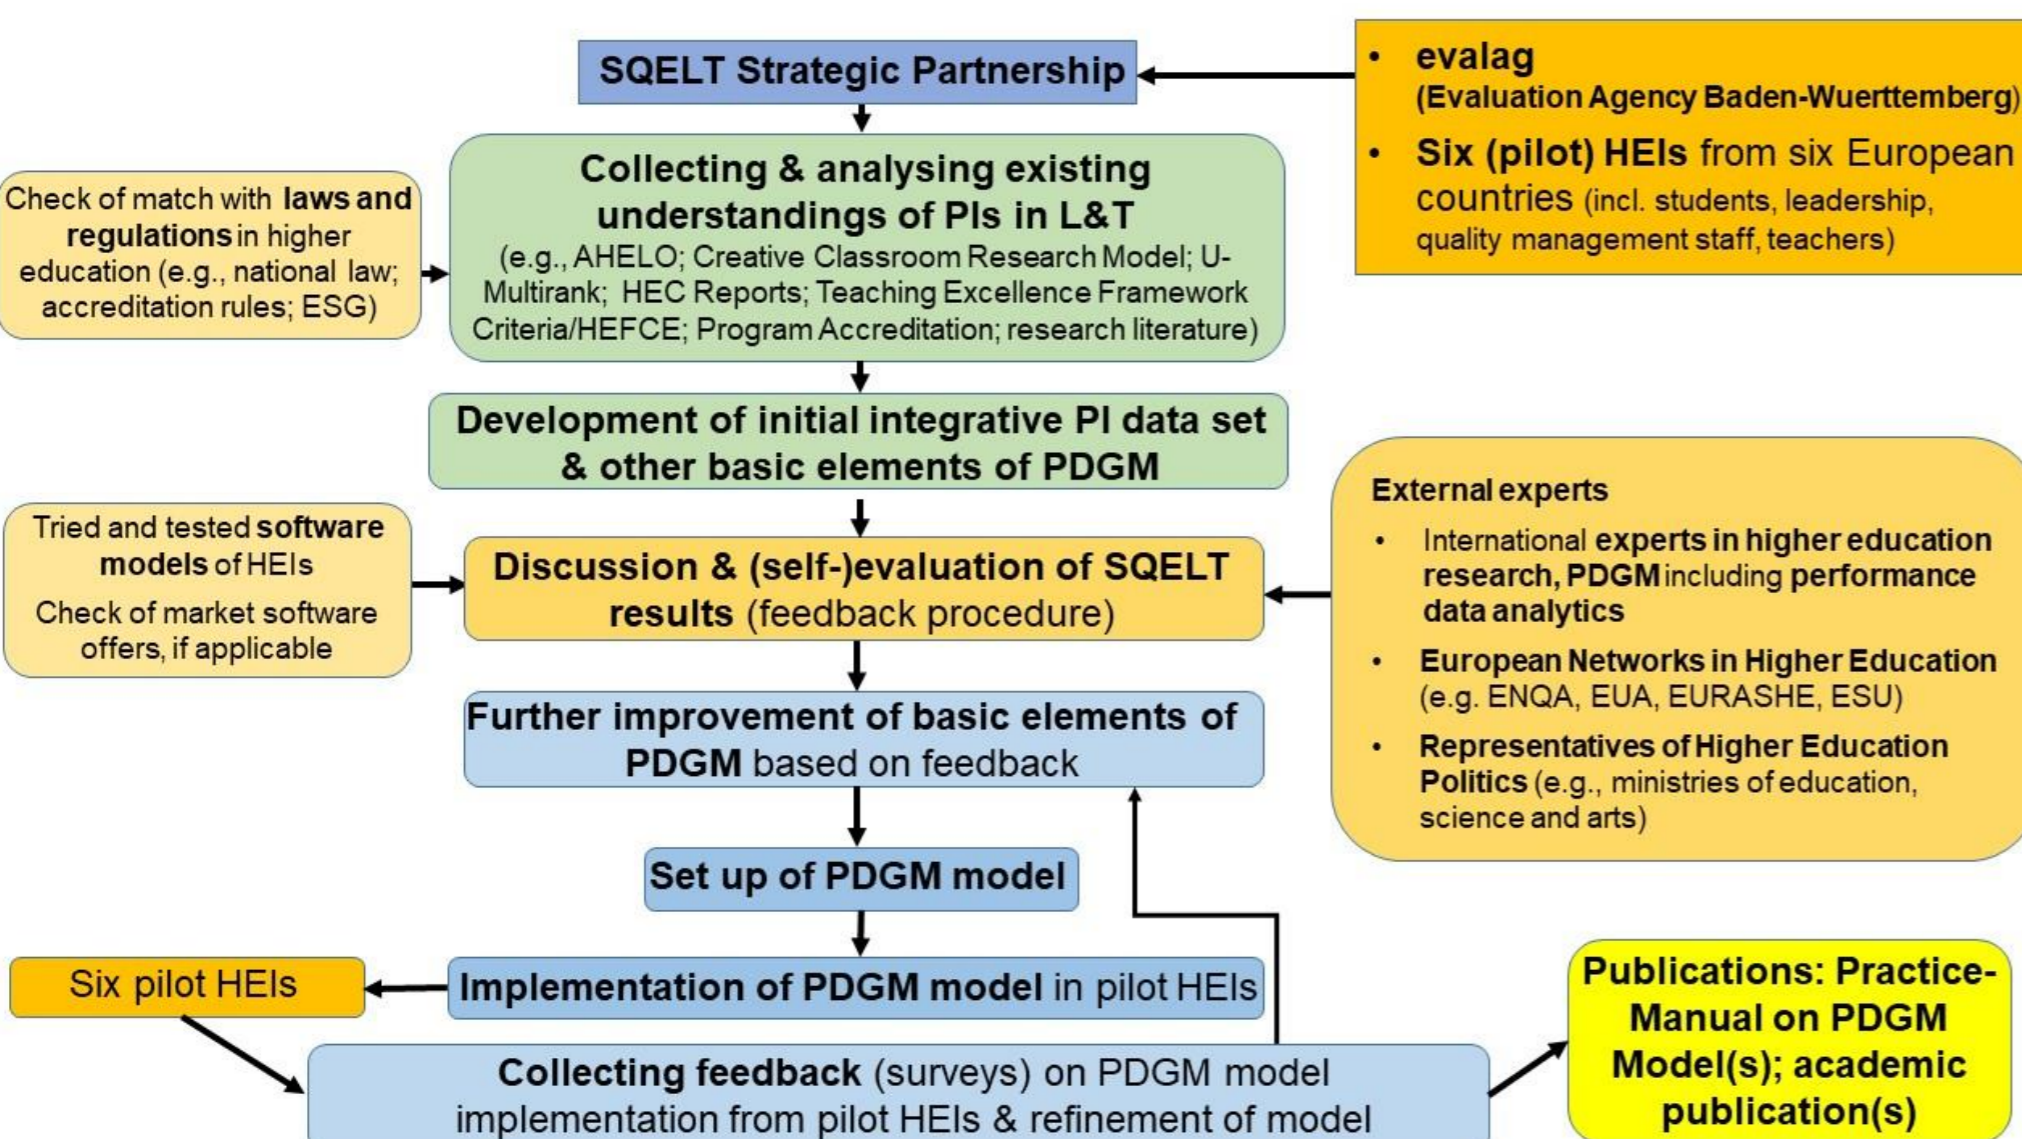 SQELT Strategic Partnership
• evalag
(Evaluation Agency Baden-Wuerttemberg)
• Six (pilot) HEIs from six European
countries (incl. students, leadership,
quality management staff, teachers)
Check of match with laws and
regulations in higher
education (e.g., national law;
accreditation rules; ESG)
Collecting & analysing existing
understandings of PIs in L&T
(e.g., AHELO; Creative Classroom Research Model; U-
Multirank; HEC Reports; Teaching Excellence Framework
Criteria/HEFCE; Program Accreditation; research literature)
Development of initial integrative PI data set
& other basic elements of PDGM
Tried and tested software
models of HEIs
Check of market software
offers, if applicable
Discussion & (self-)evaluation of SQELT
results (feedback procedure)
External experts
• International experts in higher education
research, PDGM including performance
data analytics
• European Networks in Higher Education
(e.g. ENQA, EUA, EURASHE, ESU)
• Representatives of Higher Education
Politics (e.g., ministries of education,
science and arts)
Further improvement of basic elements of
PDGM based on feedback
Set up of PDGM model
Six pilot HEIs
Implementation of PDGM model in pilot HEIs
Collecting feedback (surveys) on PDGM model
implementation from pilot HEIs & refinement of model
Publications: Practice-
Manual on PDGM
Model(s); academic
publication(s)